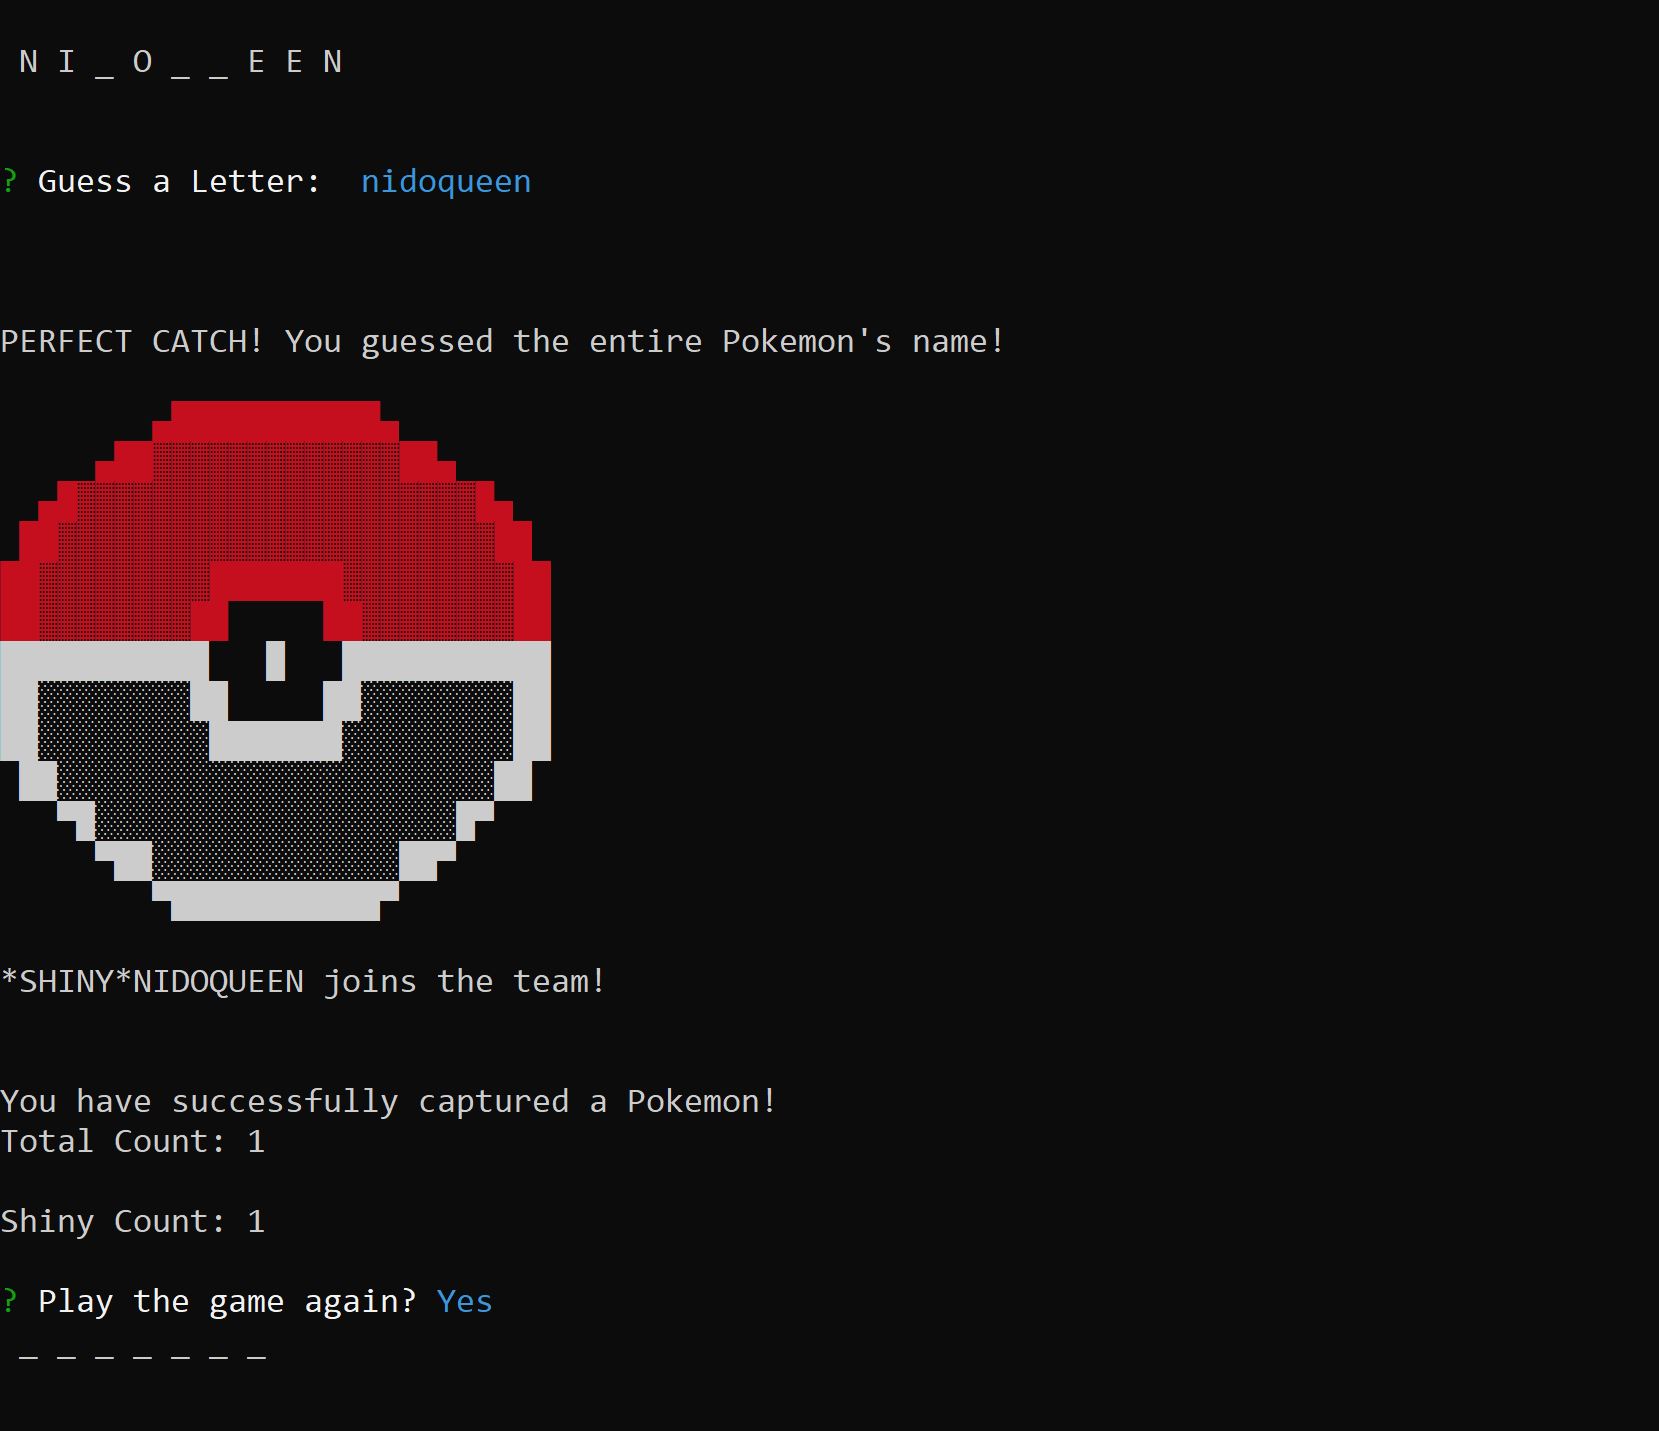 N I _ O _ _ E E N
? Guess a Letter:  nidoqueen
PERFECT CATCH! You guessed the entire Pokemon's name!
*SHINY*NIDOQUEEN joins the team!
You have successfully captured a Pokemon!
Total Count: 1
Shiny Count: 1
? Play the game again? Yes
_ _ _ _ _ _ _